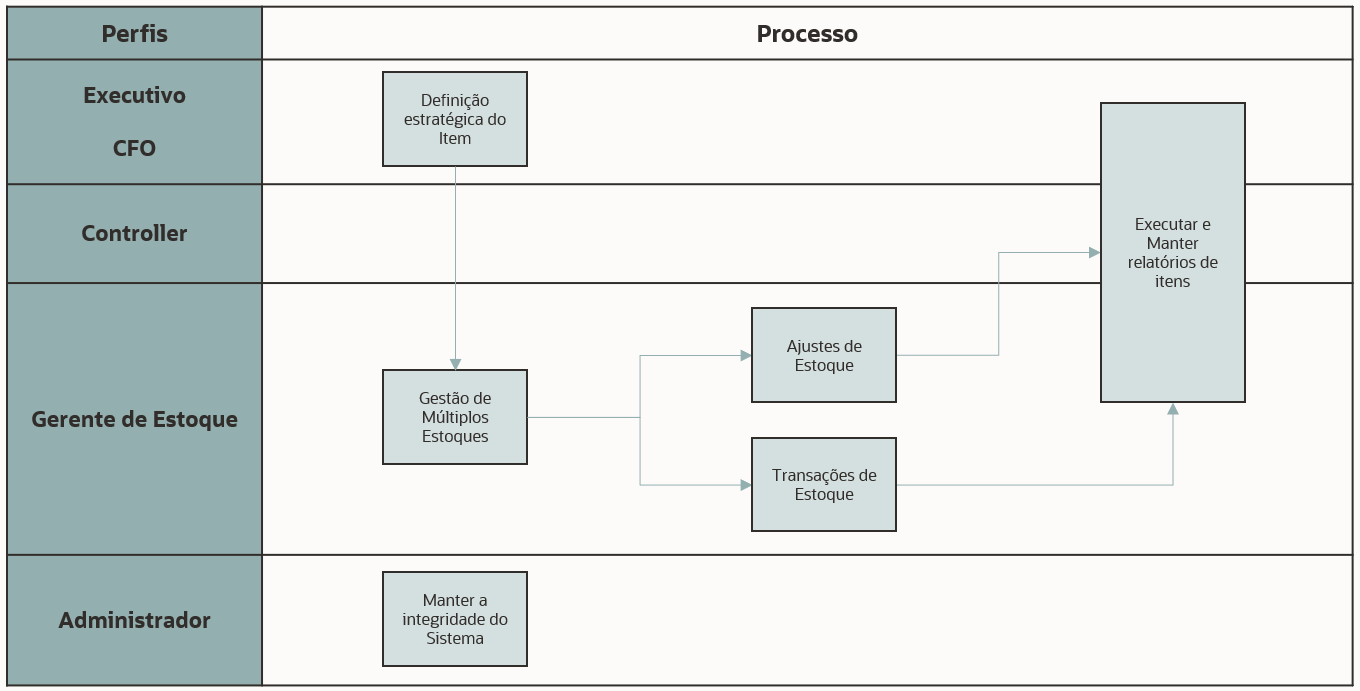 Perfis
Processo
Executivo
CFO
Definição
estratégica do
Item
Controller
Executar e
Manter
relatórios de
itens
Gerente de Estoque
Gestão de
Múltiplos
Estoques
Ajustes de
Estoque
Transações de
Estoque
Administrador
Manter a
integridade do
Sistema